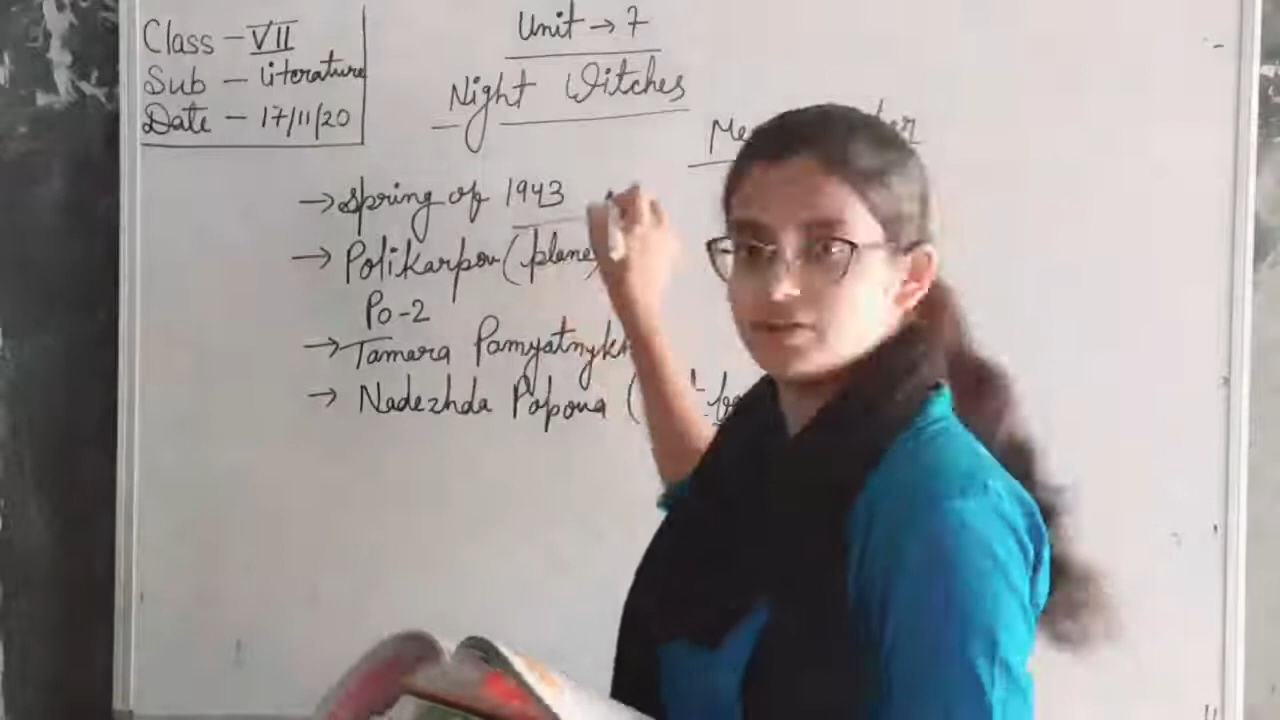 Class - VII
Sub - Literature
Date - 17/11/20
Unit → 7
Night Witches
→ Spring of 1943
→ Polikarpov (plane)
Po-2
→ Tamara
→ Nadezhda Popova (